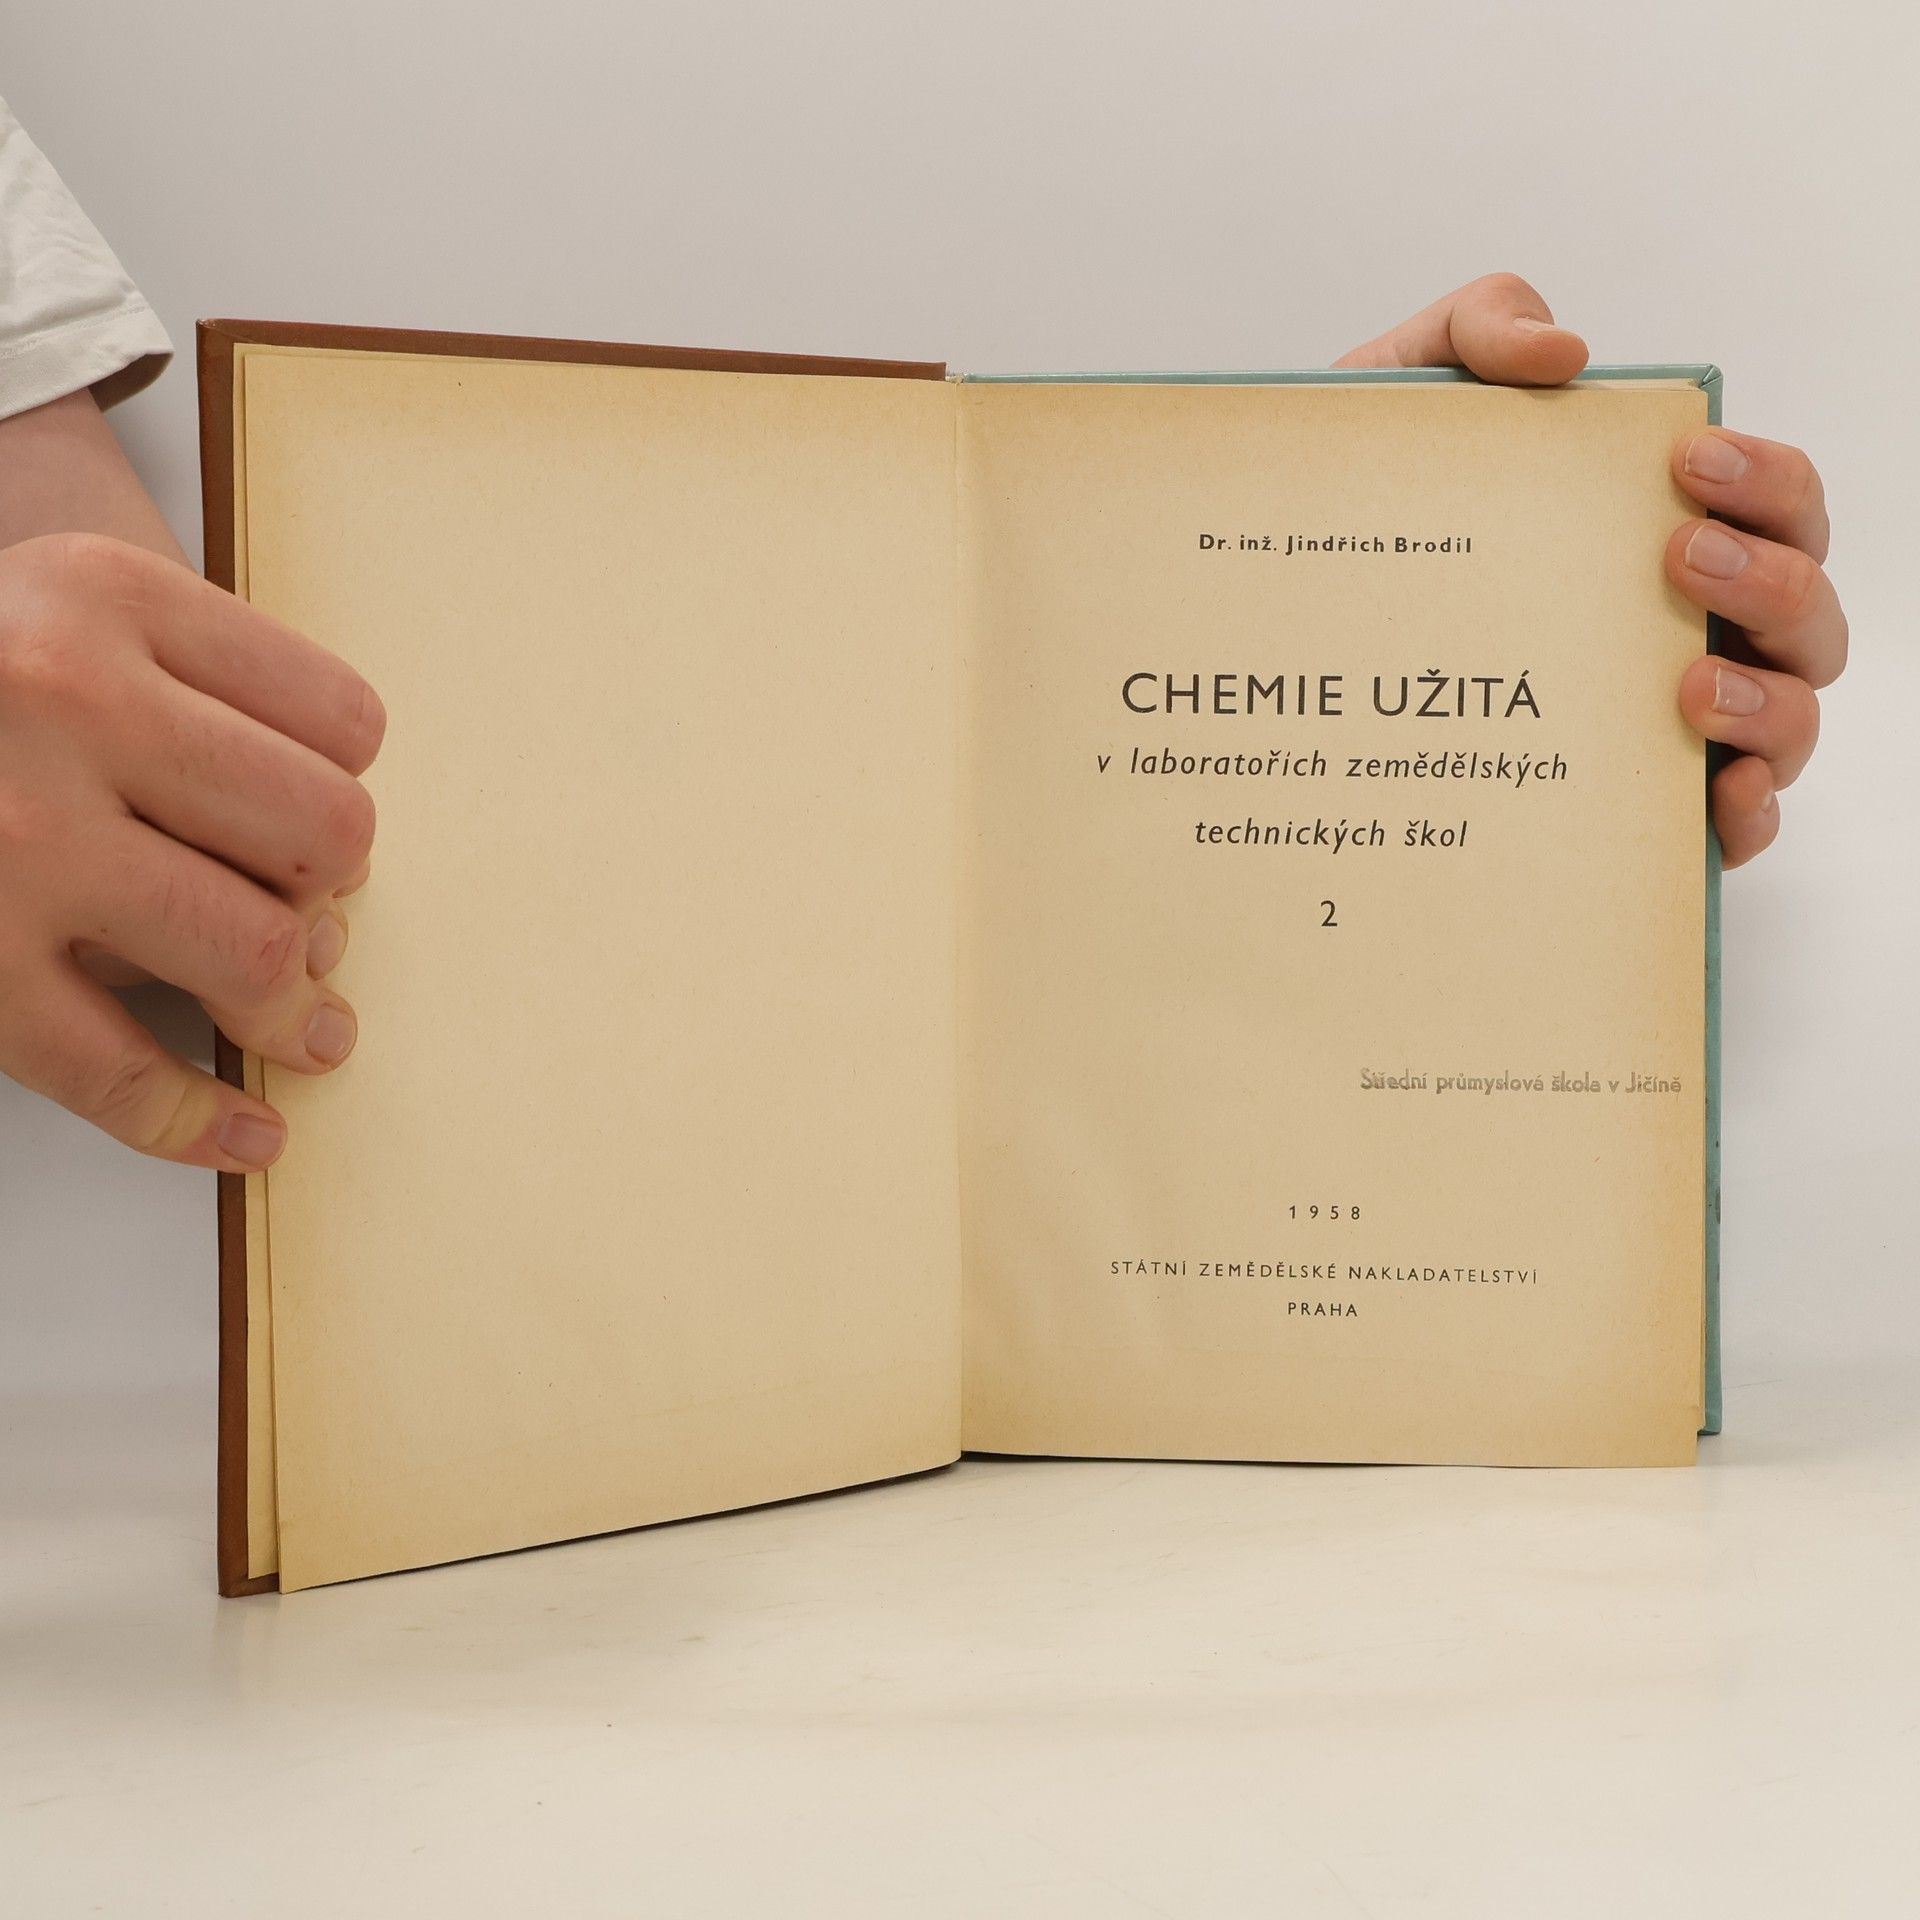 Dr. inž. Jindřich Brodil
CHEMIE UŽITÁ
v laboratořích zemědělských
technických škol
2
Střední průmyslová škola v Jičíně
1958
STÁTNÍ ZEMĚDĚLSKÉ NAKLADATELSTVÍ
PRAHA